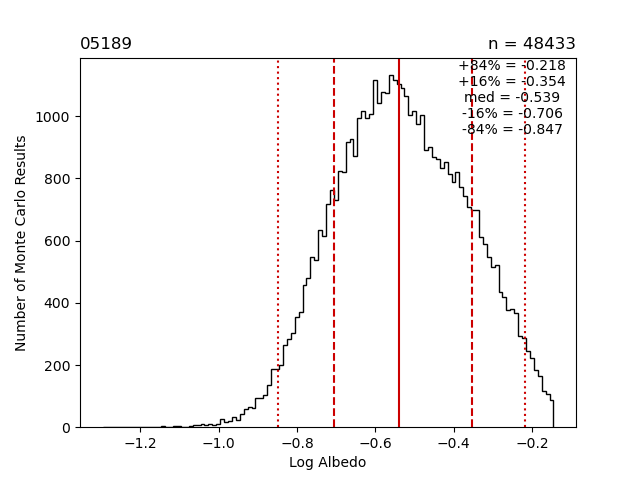 05189
n = 48433
+84% = -0.218
+16% = -0.354
med = -0.539
-16% = -0.706
-84% = -0.847
1000
800
600
400
200
0
Number of Monte Carlo Results
−1.2
−1.0
−0.8
−0.6
−0.4
−0.2
Log Albedo